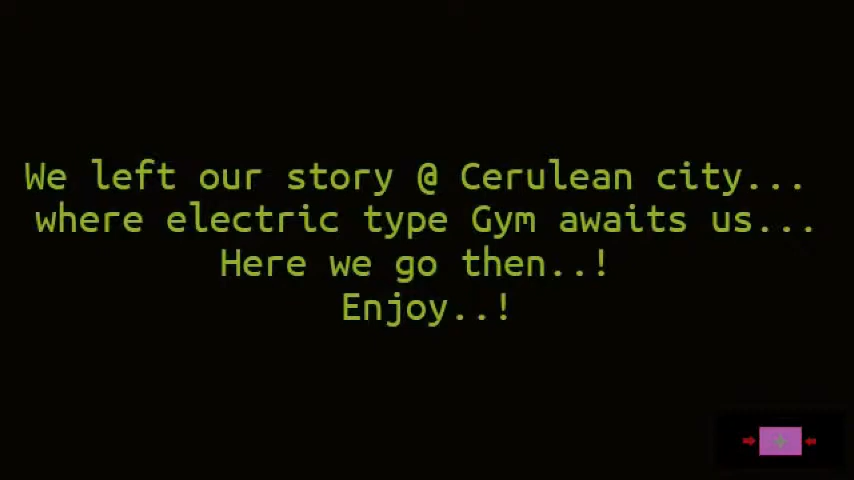 We left our story @ Cerulean city...
where electric type Gym awaits us...
Here we go then..!
Enjoy..!